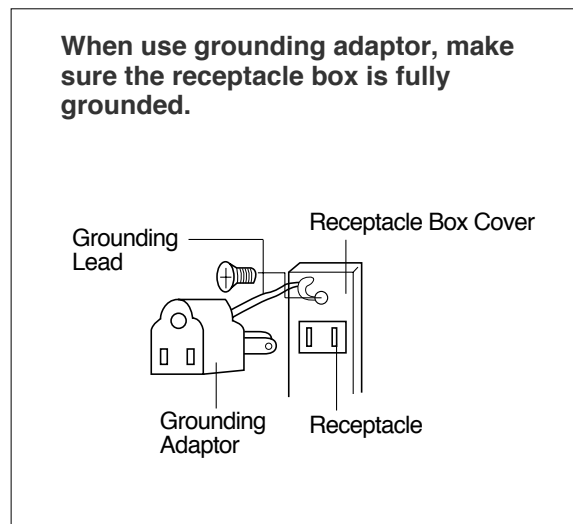 When use grounding adaptor, make
sure the receptacle box is fully
grounded.
Receptacle Box Cover
Grounding
Lead
Grounding
Adaptor
Receptacle